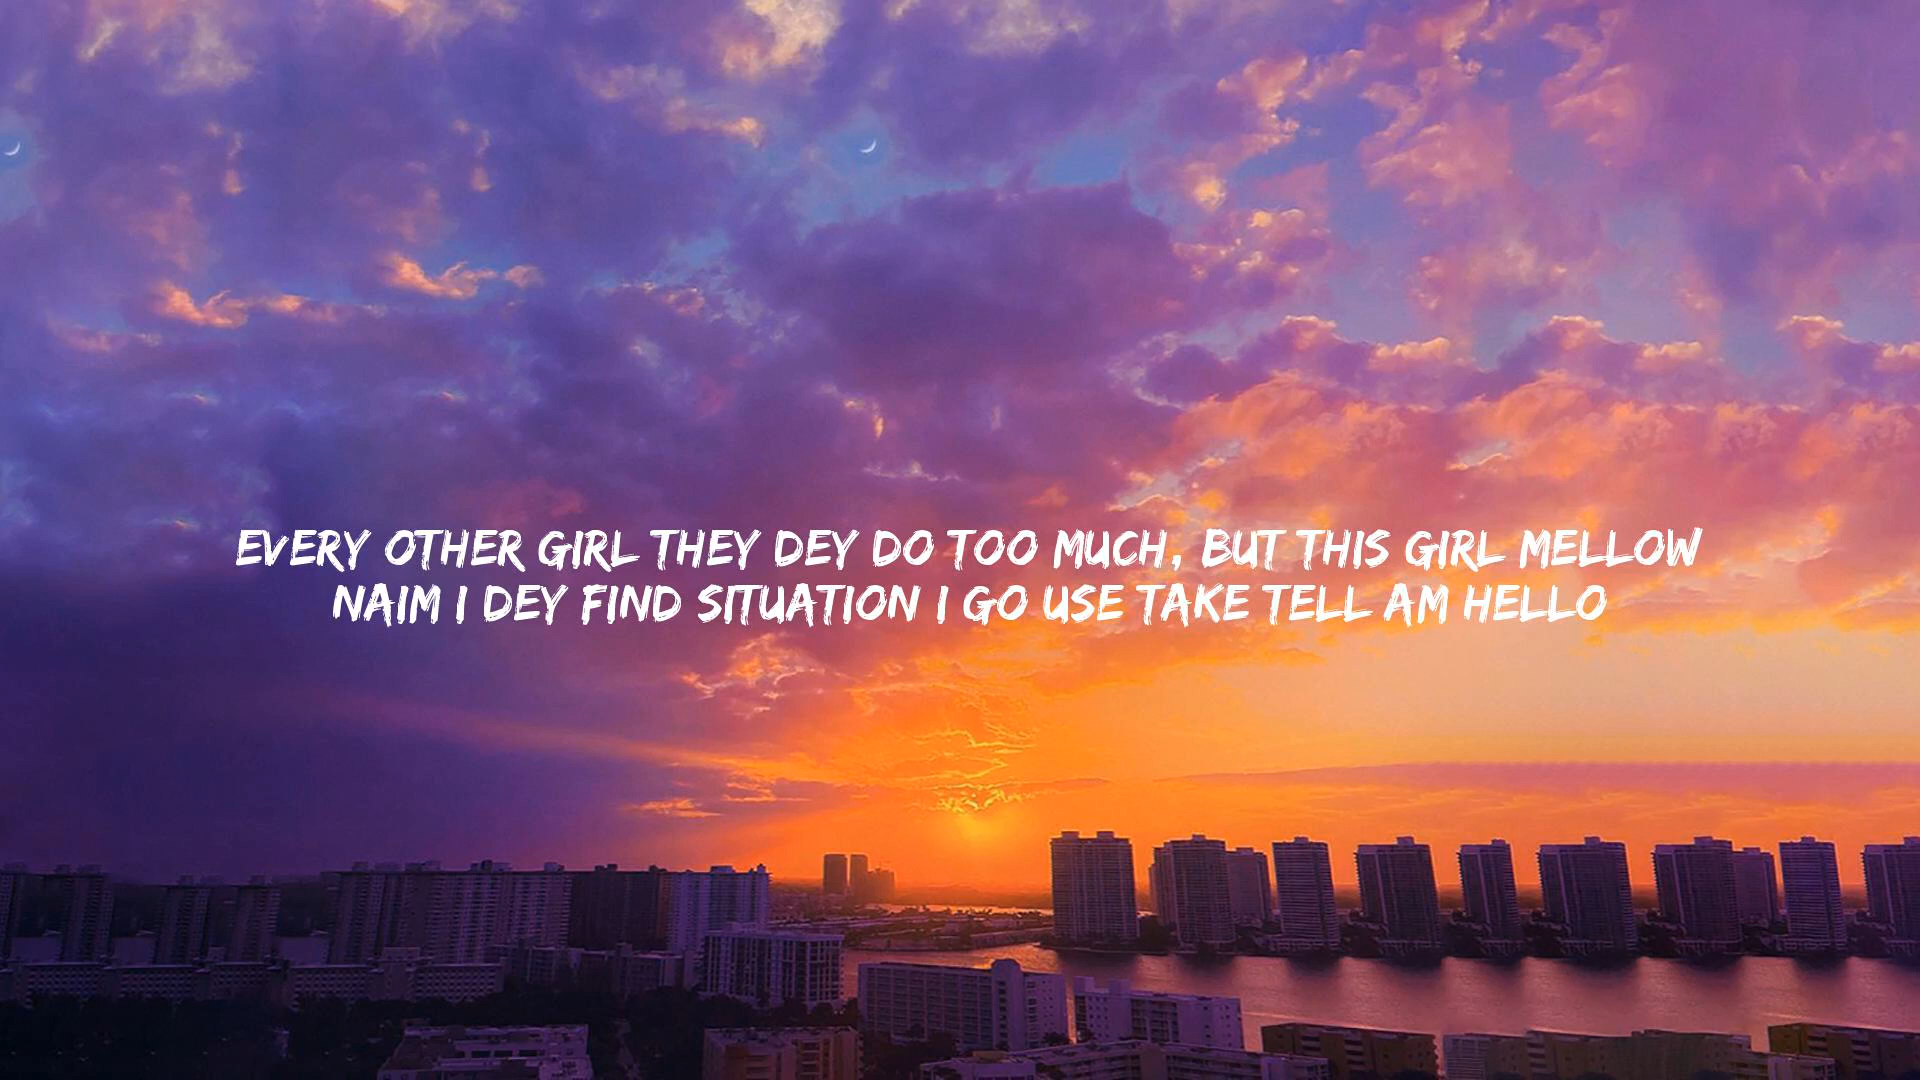 EVERY OTHER GIRL THEY DEY DO TOO MUCH, BUT THIS GIRL MELLOW
NAIM I DEY FIND SITUATION I GO USE TAKE TELL AM HELLO